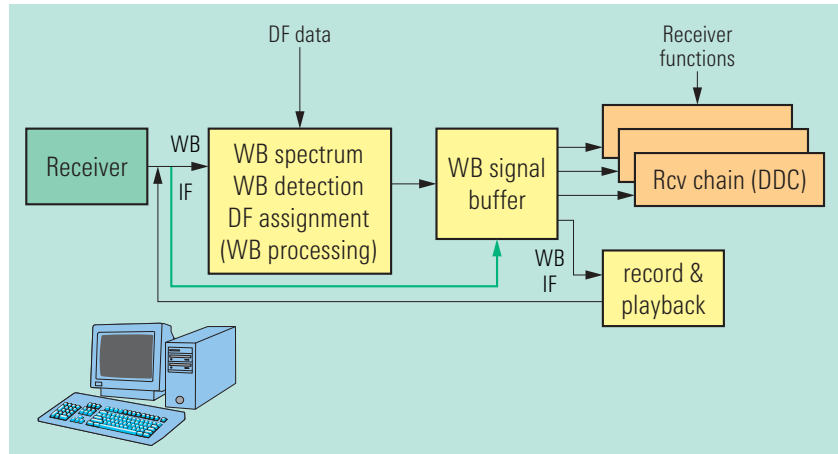 DF data
Receiver
functions
Receiver
WB
IF
WB spectrum
WB detection
DF assignment
(WB processing)
WB signal
buffer
Rcv chain (DDC)
WB
IF
record &
playback